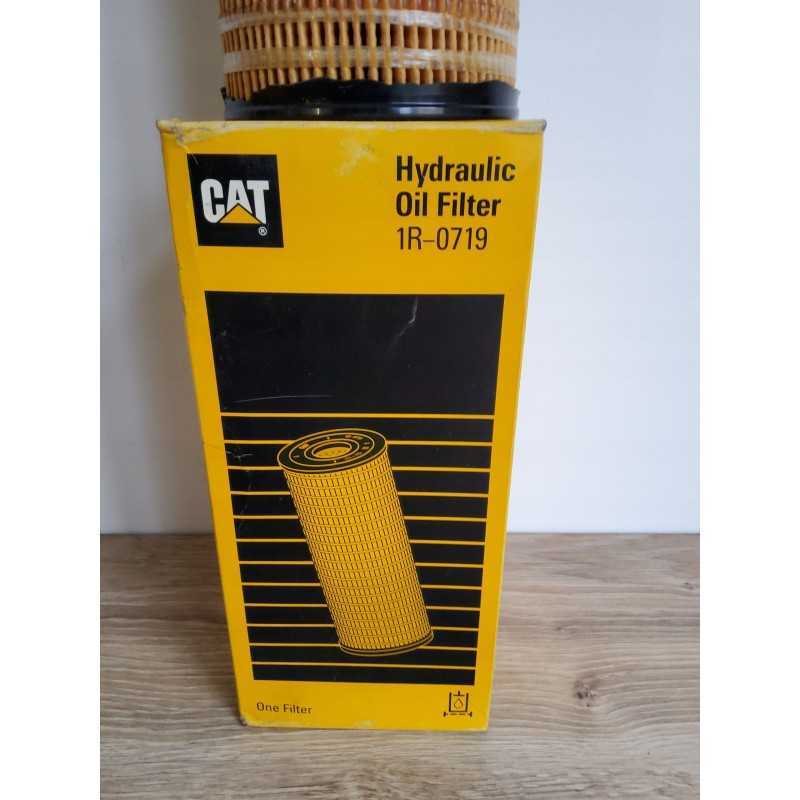 CAT
®
Hydraulic
Oil Filter
1R-0719
One Filter